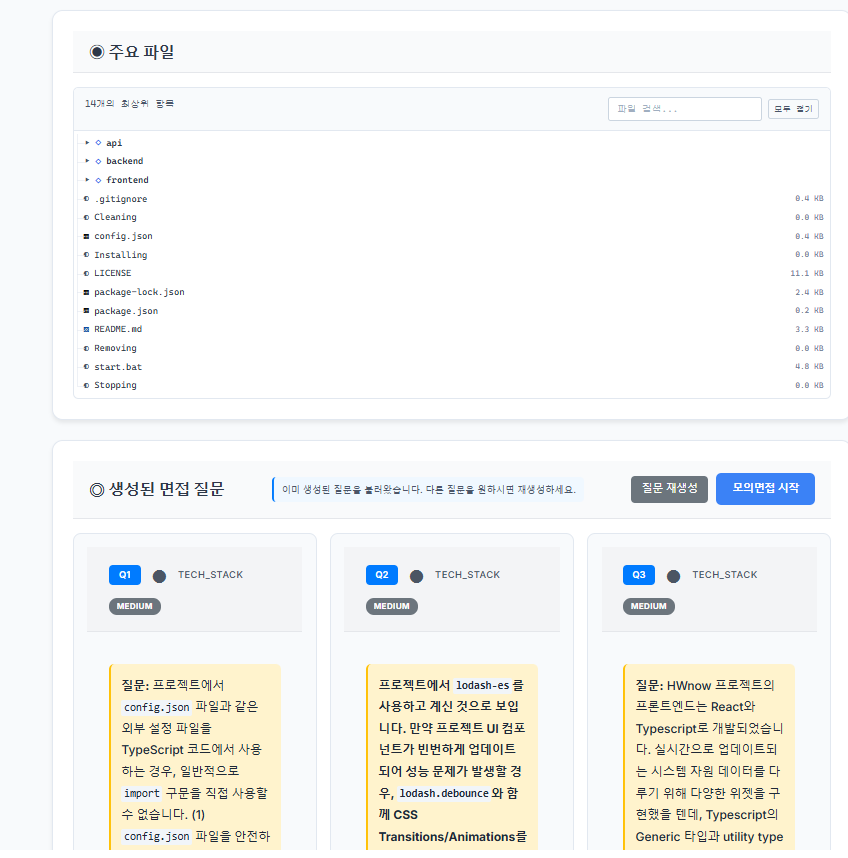 주요 파일
14개의 최상위 항목
파일 검색...
모두 펼기
api
backend
frontend
.gitignore 0.4 KB
Cleaning 0.0 KB
config.json 0.4 KB
Installing 0.0 KB
LICENSE 11.1 KB
package-lock.json 2.4 KB
package.json 0.2 KB
README.md 3.3 KB
Removing 0.0 KB
start.bat 4.8 KB
Stopping 0.0 KB
생성된 면접 질문
이미 생성된 질문을 불러왔습니다. 다른 질문을 원하시면 재생성하세요.
질문 재생성
모의면접 시작
Q1 TECH_STACK
MEDIUM
질문: 프로젝트에서
config.json 파일과 같은
외부 설정 파일을
TypeScript 코드에서 사용
하는 경우, 일반적으로
import 구문을 직접 사용할
수 없습니다. (1)
config.json 파일을 안전하
Q2 TECH_STACK
MEDIUM
프로젝트에서 lodash-es 를
사용하고 계신 것으로 보입
니다. 만약 프로젝트 UI 컴포
넌트가 빈번하게 업데이트
되어 성능 문제가 발생할 경
우, lodash.debounce 와 함
께 CSS
Transitions/Animations를
Q3 TECH_STACK
MEDIUM
질문: HWnow 프로젝트의
프론트엔드는 React와
Typescript로 개발되었습니
다. 실시간으로 업데이트되
는 시스템 자원 데이터를 다
루기 위해 다양한 위젯을 구
현했을 텐데, Typescript의
Generic 타입과 utility type